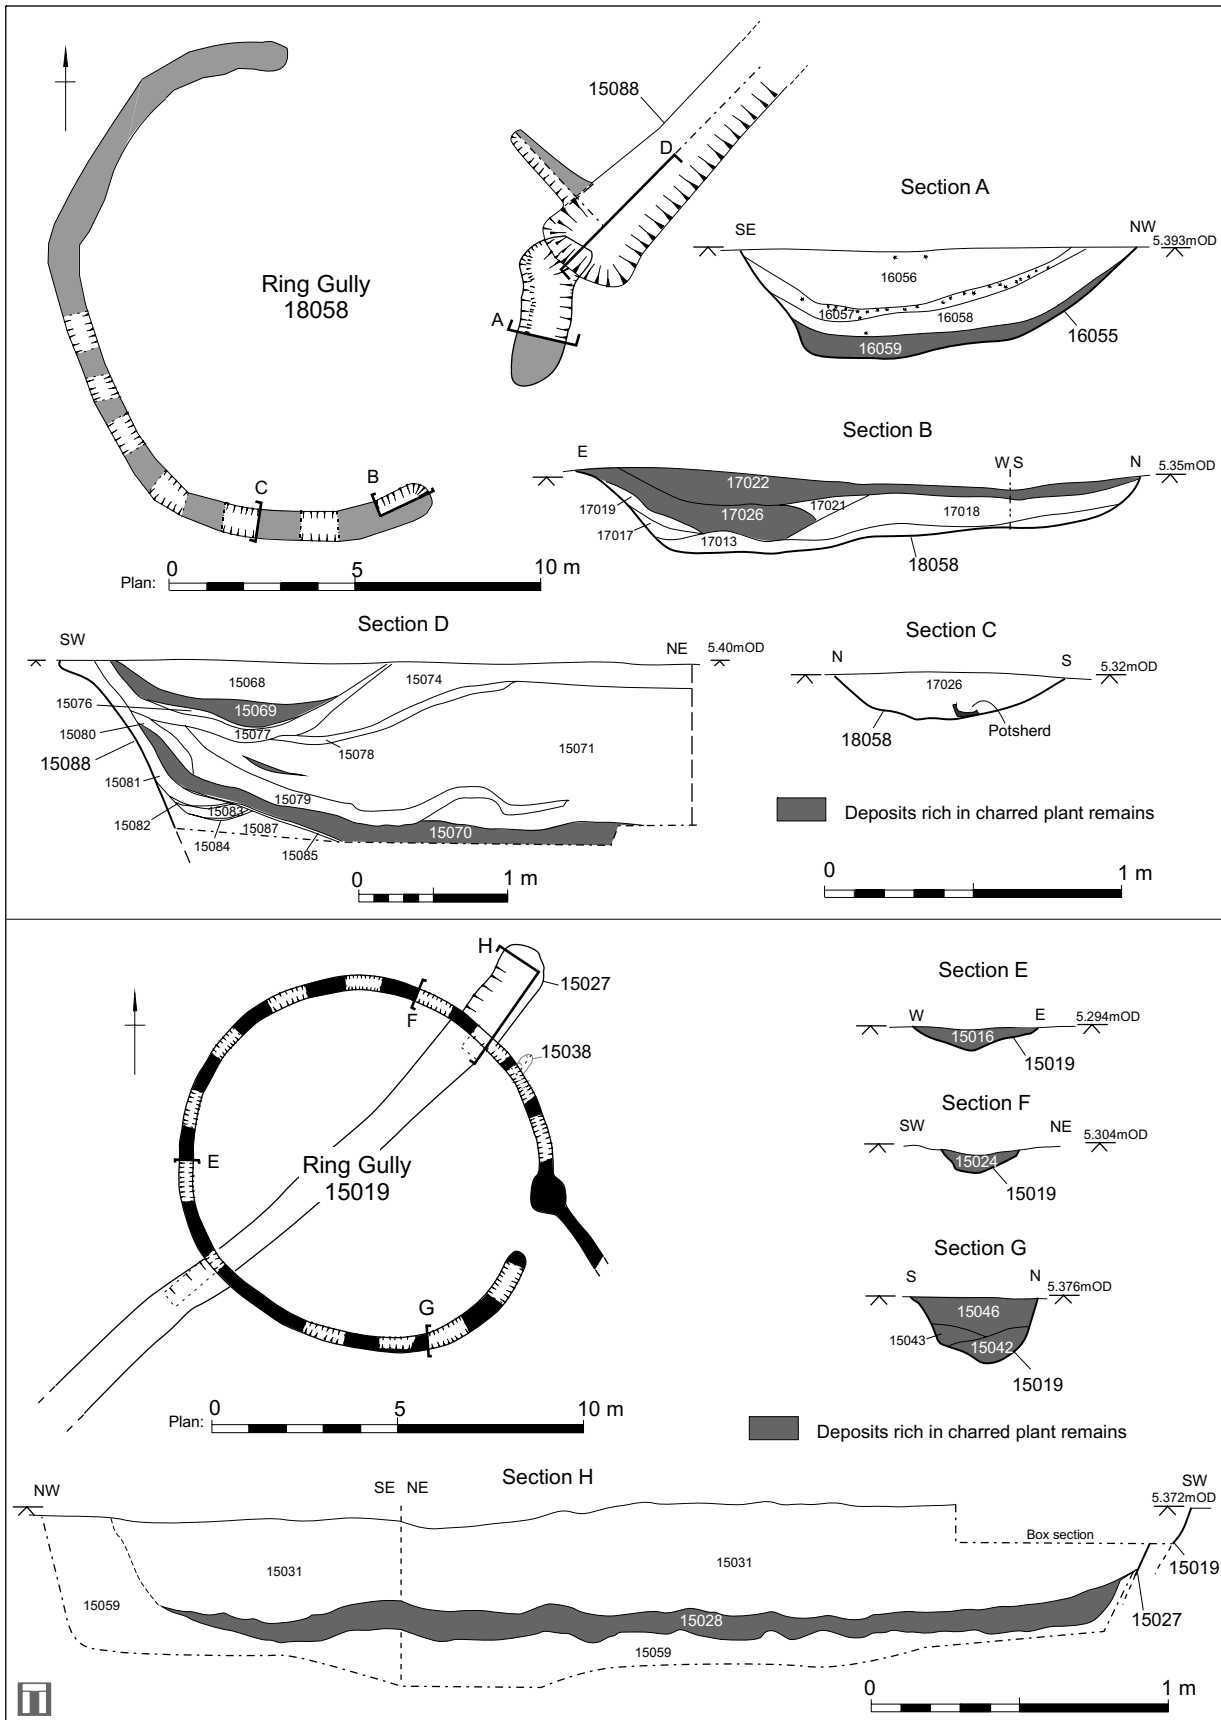 15088
D
Section A
SE
NW
5.393mOD
16056
16057
16058
16059
16055
Ring Gully
18058
A
Section B
E
W S
N
5.35mOD
17022
17019
17026
17021
17018
17017
17013
18058
C
B
Plan:
0 5 10 m
Section D
SW
NE
5.40mOD
15068
15074
15076
15069
15077
15080
15078
15071
15088
15081
15079
15083
15082
15087
15070
15084
15085
0 1 m
Section C
N
S
5.32mOD
17026
18058
Potsherd
Deposits rich in charred plant remains
0 1 m
H
15027
F
15038
E
Ring Gully
15019
G
Plan:
0 5 10 m
Section E
W
E
5.294mOD
15016
15019
Section F
SW
NE
5.304mOD
15024
15019
Section G
S
N
5.376mOD
15046
15043
15042
15019
Deposits rich in charred plant remains
Section H
NW
SE NE
SW
5.372mOD
Box section
15031
15031
15019
15059
15028
15027
15059
0 1 m